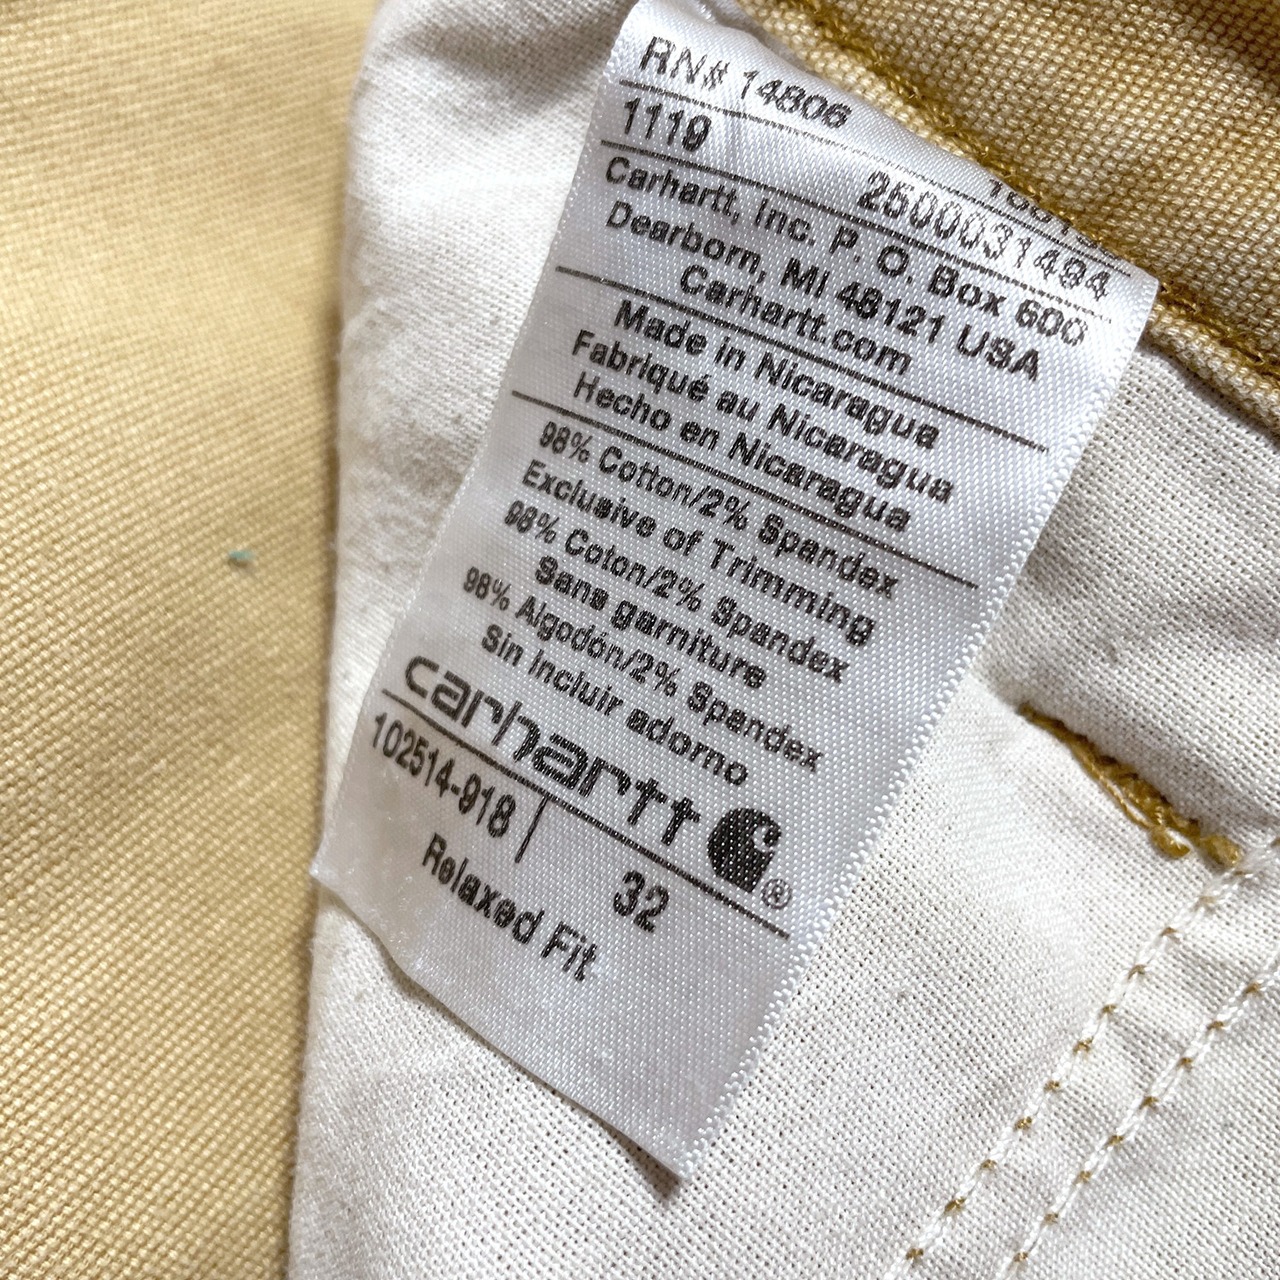 RN# 14806
1119
2500031494
Carhartt, Inc. P. O. Box 600
Dearborn, MI 48121 USA
Carhartt.com
Made in Nicaragua
Fabriqué au Nicaragua
Hecho en Nicaragua
98% Cotton/2% Spandex
Exclusive of Trimming
98% Coton/2% Spandex
Sans garniture
98% Algodón/2% Spandex
Sin incluir adorno
carhartt ®
102514-918 | 32
Relaxed Fit